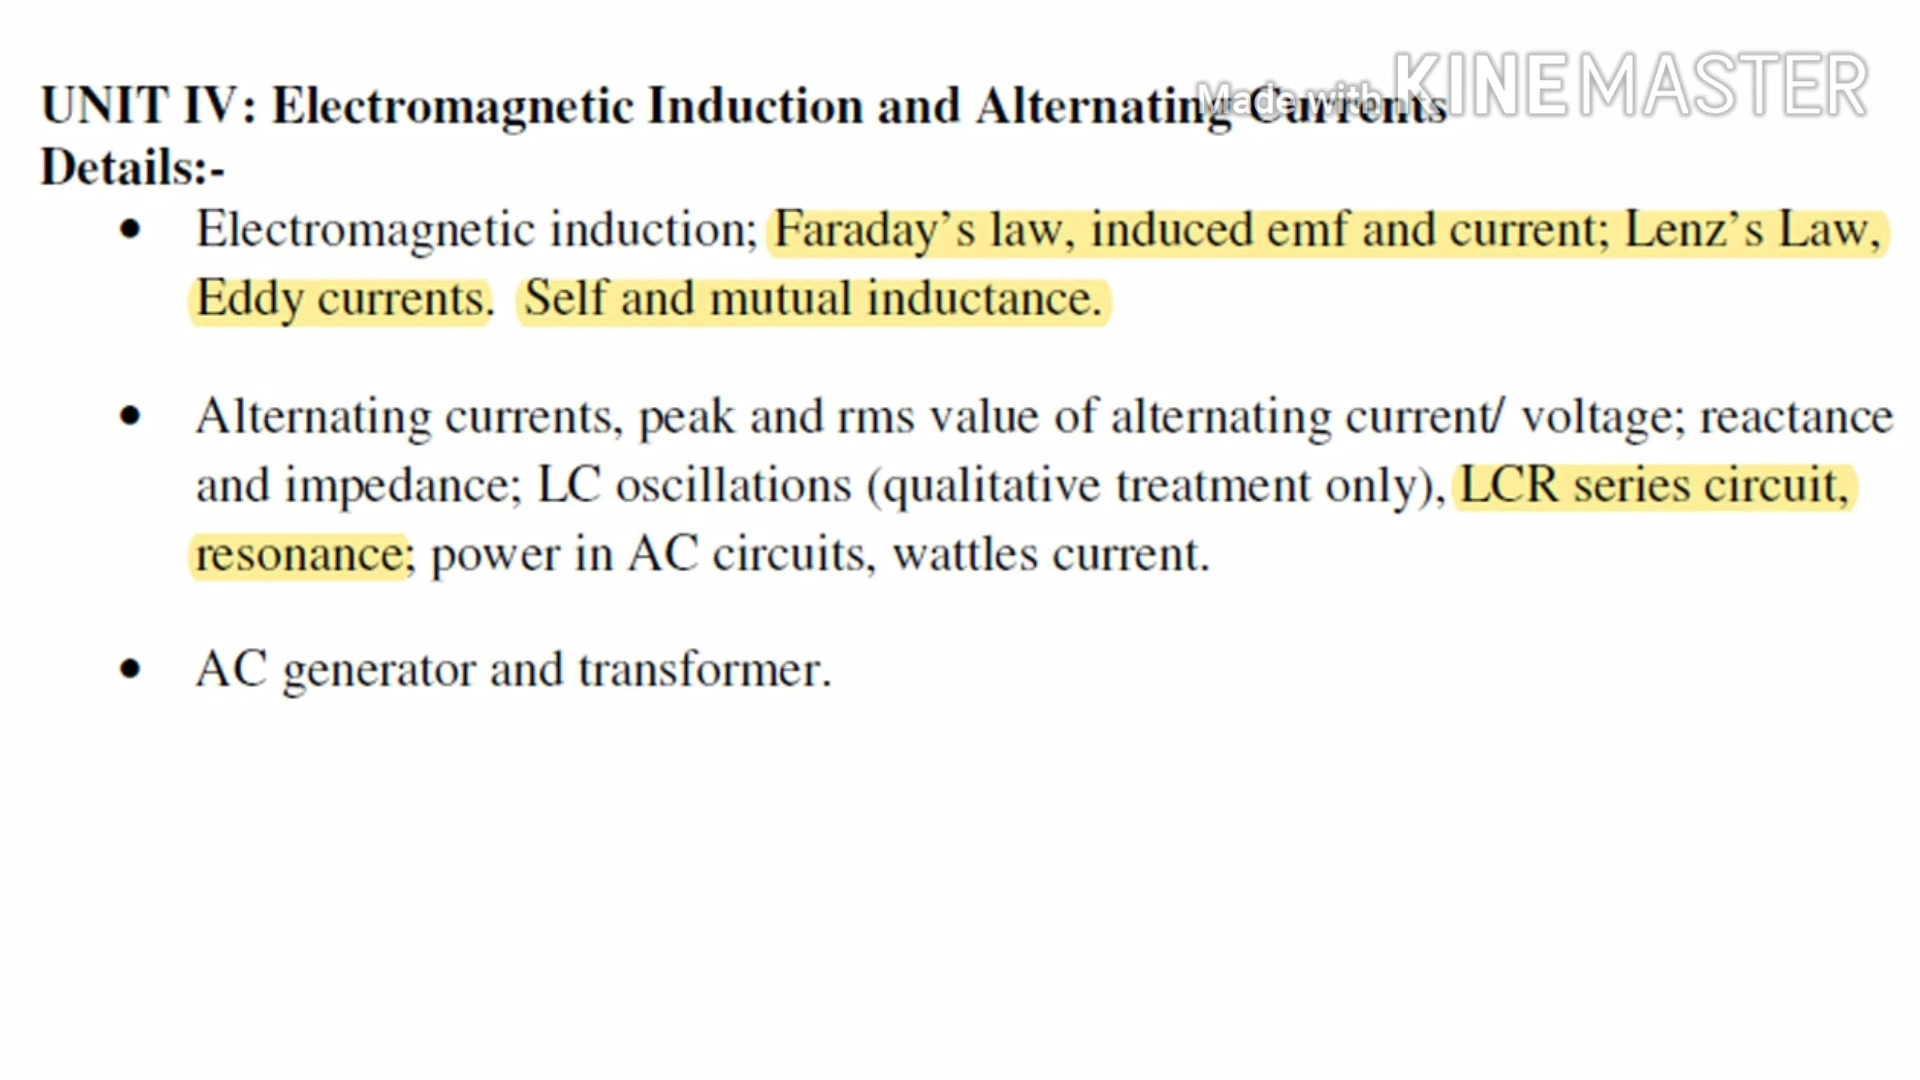 Made with KINEMASTER
UNIT IV: Electromagnetic Induction and Alternating Currents
Details:-
• Electromagnetic induction; Faraday’s law, induced emf and current; Lenz’s Law,
Eddy currents. Self and mutual inductance.
• Alternating currents, peak and rms value of alternating current/ voltage; reactance
and impedance; LC oscillations (qualitative treatment only), LCR series circuit,
resonance; power in AC circuits, wattles current.
• AC generator and transformer.